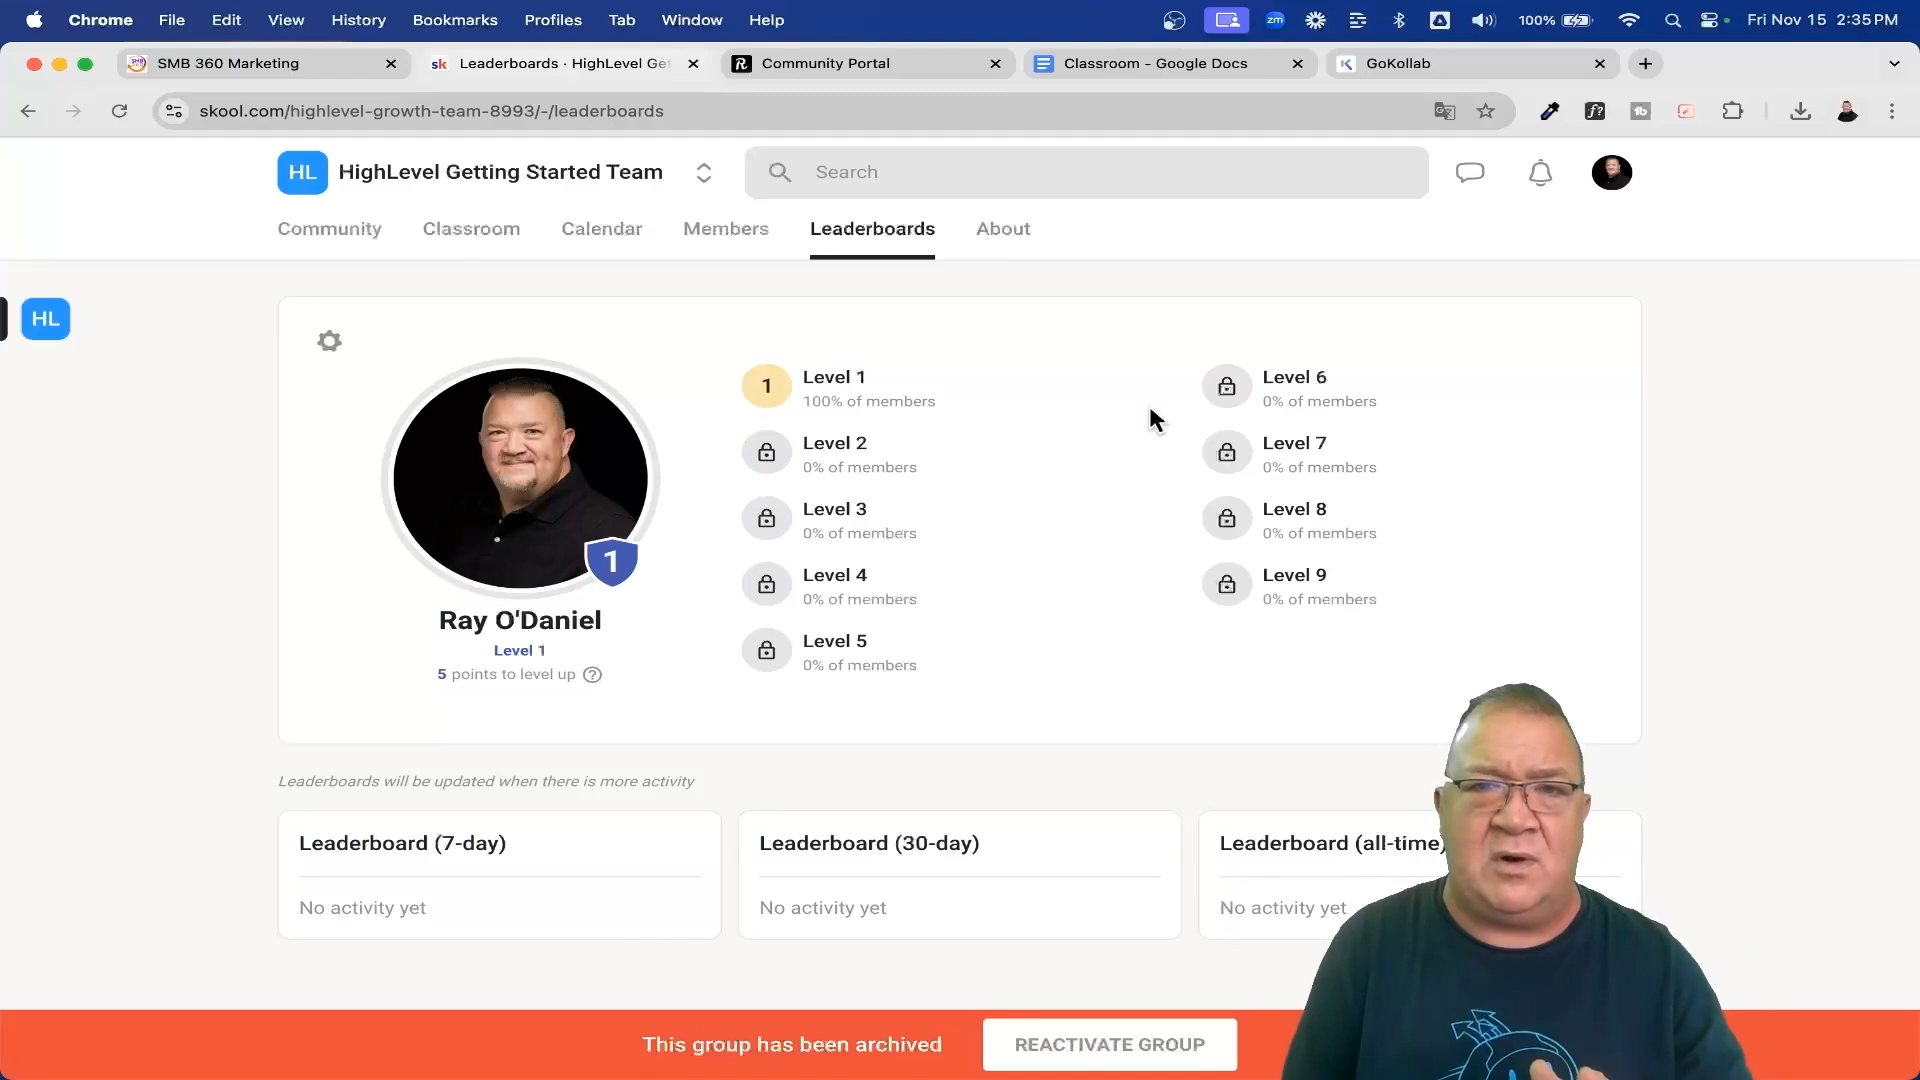 Chrome File Edit View History Bookmarks Profiles Tab Window Help zm 100% Fri Nov 15 2:35 PM
SMB 360 Marketing sk Leaderboards · HighLevel Get R Community Portal Classroom - Google Docs K GoKollab
skool.com/highlevel-growth-team-8993/-/leaderboards f? tb
HL HighLevel Getting Started Team Search
Community Classroom Calendar Members Leaderboards About
HL
1 Level 1
100% of members
Level 2
0% of members
Level 3
0% of members
Level 4
0% of members
Level 5
0% of members
Level 6
0% of members
Level 7
0% of members
Level 8
0% of members
Level 9
0% of members
1
Ray O'Daniel
Level 1
5 points to level up ?
Leaderboards will be updated when there is more activity
Leaderboard (7-day)
No activity yet
Leaderboard (30-day)
No activity yet
Leaderboard (all-time)
No activity yet
This group has been archived REACTIVATE GROUP